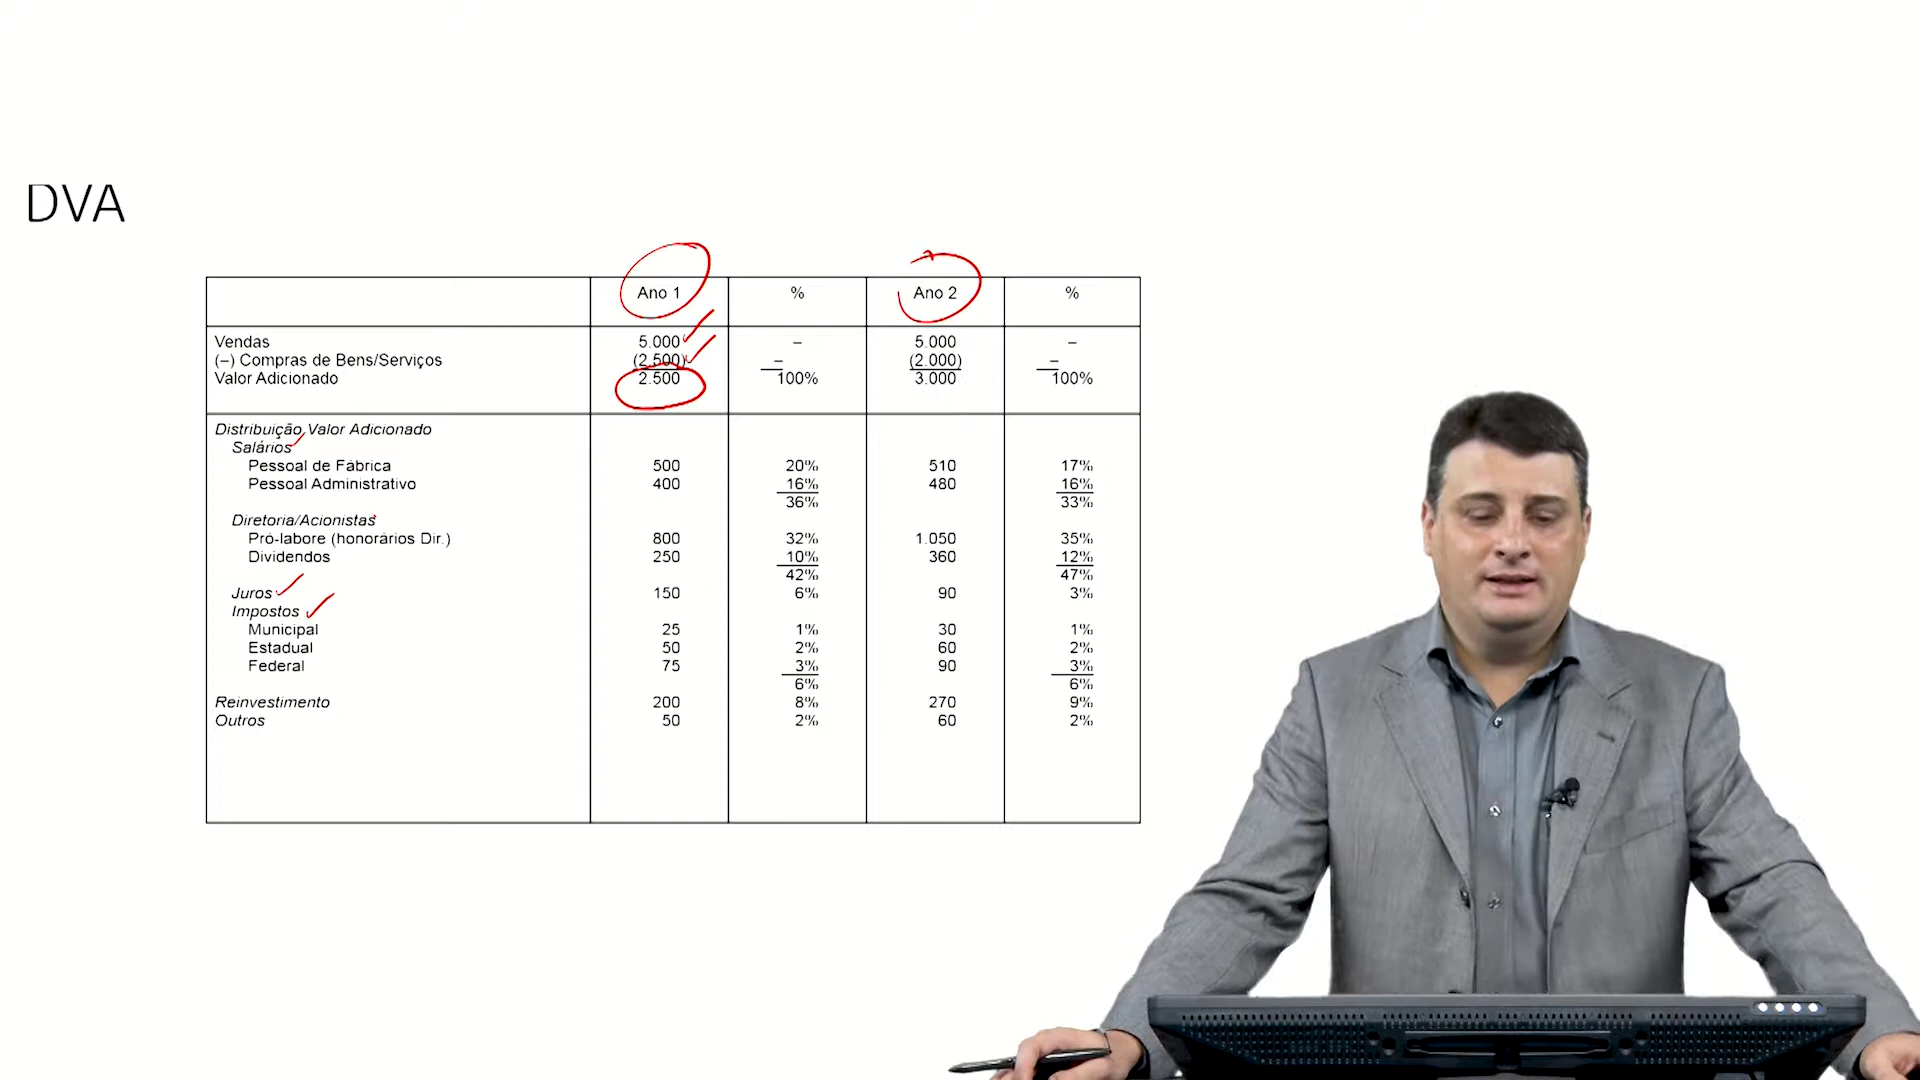 DVA
Ano 1 % Ano 2 %
Vendas 5.000 – 5.000 –
(–) Compras de Bens/Serviços (2.500) – (2.000) –
Valor Adicionado 2.500 100% 3.000 100%
Distribuição Valor Adicionado
Salários
Pessoal de Fábrica 500 20% 510 17%
Pessoal Administrativo 400 16% 480 16%
36% 33%
Diretoria/Acionistas
Pró-labore (honorários Dir.) 800 32% 1.050 35%
Dividendos 250 10% 360 12%
42% 47%
Juros 150 6% 90 3%
Impostos
Municipal 25 1% 30 1%
Estadual 50 2% 60 2%
Federal 75 3% 90 3%
6% 6%
Reinvestimento 200 8% 270 9%
Outros 50 2% 60 2%